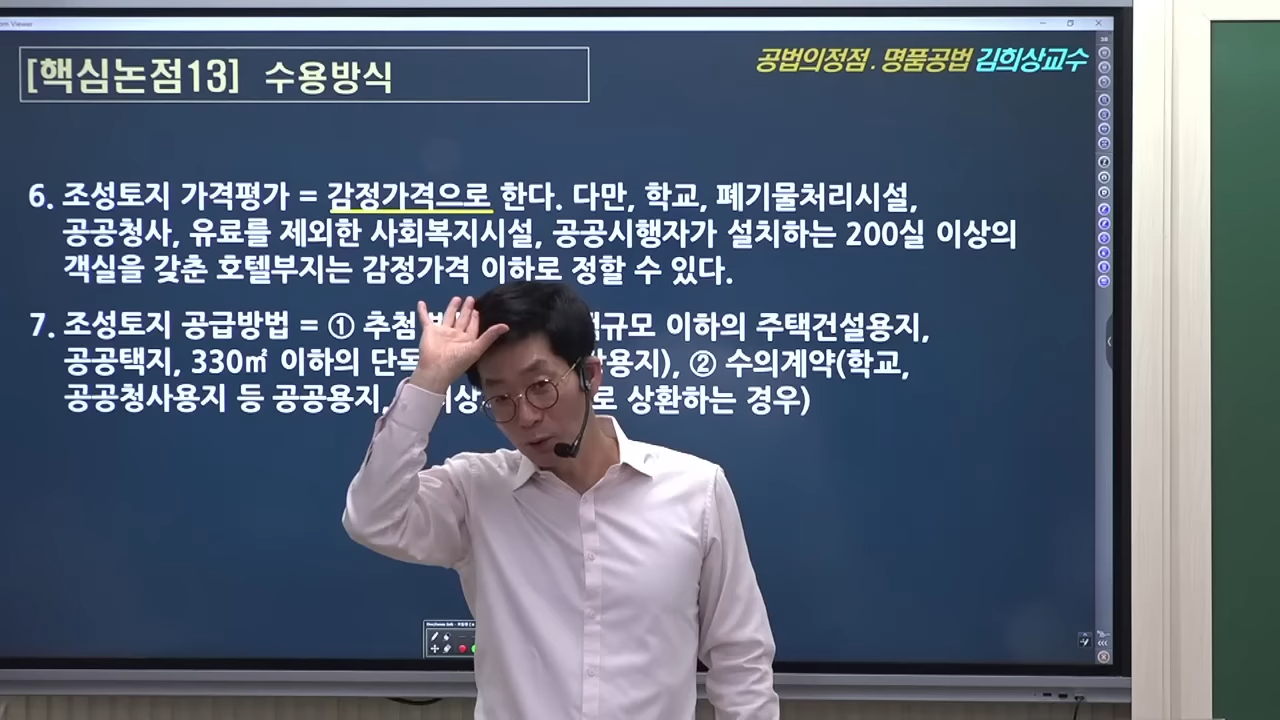 [핵심논점13] 수용방식
공법의정점. 명품공법 김희상교수
6. 조성토지 가격평가 = 감정가격으로 한다. 다만, 학교, 폐기물처리시설,
공공청사, 유료를 제외한 사회복지시설, 공공시행자가 설치하는 200실 이상의
객실을 갖춘 호텔부지는 감정가격 이하로 정할 수 있다.
7. 조성토지 공급방법 = ① 추첨 이하의 주택건설용지,
공공택지, 330㎡ 이하의 ② 수의계약(학교,
공공청사용지 등 공공용지, 상환하는 경우)